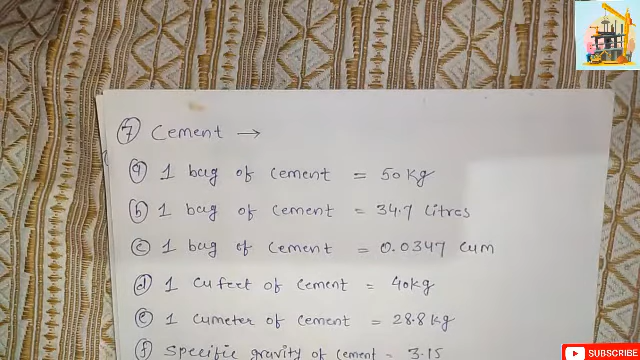 7 Cement →
a 1 bag of cement = 50 kg
b 1 bag of cement = 34.7 Litres
c 1 bag of cement = 0.0347 cum
d 1 cu feet of cement = 40kg
e 1 cumeter of cement = 28.8 kg
f Specific gravity of cement = 3.15
SUBSCRIBE